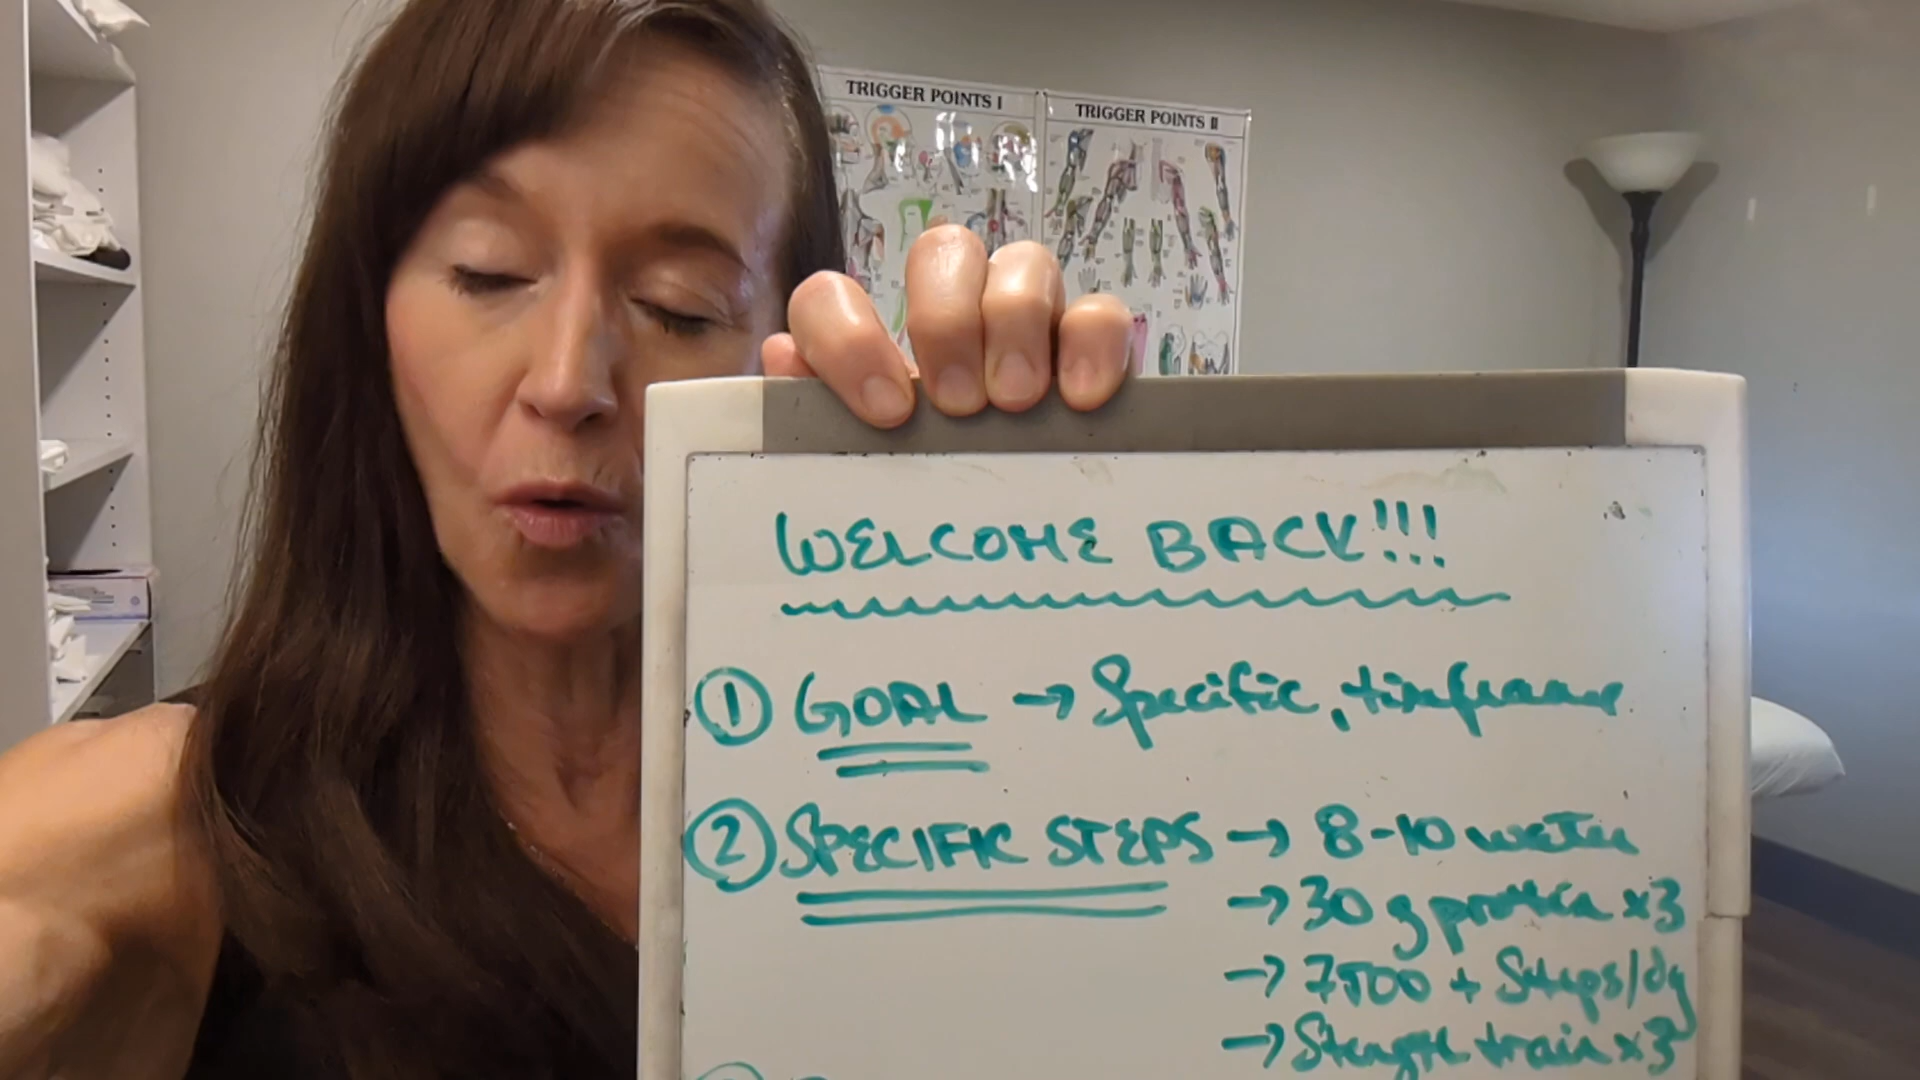 TRIGGER POINTS I
TRIGGER POINTS II
WELCOME BACK!!!
① GOAL → Specific, timeframe
② SPECIFIC STEPS → 8-10 water
→ 30 g protein x3
→ 7500 + Steps/dy
→ Strength train x3